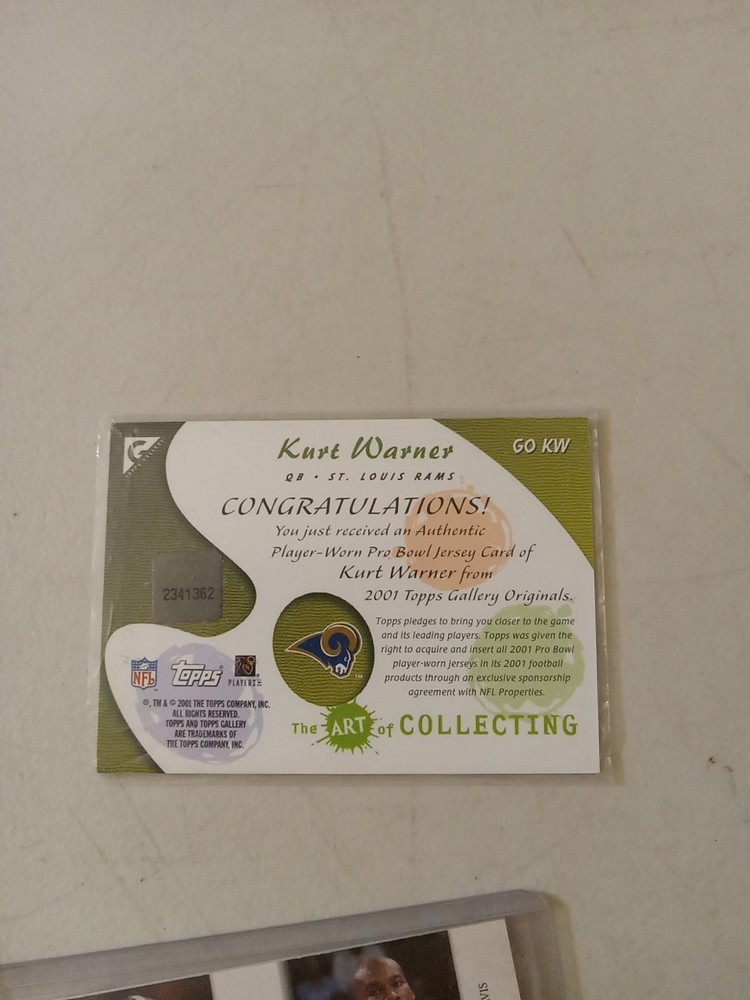 Kurt Warner
GO KW
QB • ST. LOUIS RAMS
CONGRATULATIONS!
You just received an Authentic
Player-Worn Pro Bowl Jersey Card of
Kurt Warner from
2001 Topps Gallery Originals.
2341362
Topps pledges to bring you closer to the game
and its leading players. Topps was given the
right to acquire and insert all 2001 Pro Bowl
player-worn jerseys in its 2001 football
products through an exclusive sponsorship
agreement with NFL Properties.
NFL
Topps®
PLAYERS
®, TM & © 2001 THE TOPPS COMPANY, INC.
ALL RIGHTS RESERVED.
TOPPS AND TOPPS GALLERY
ARE TRADEMARKS OF
THE TOPPS COMPANY, INC.
The ART of COLLECTING